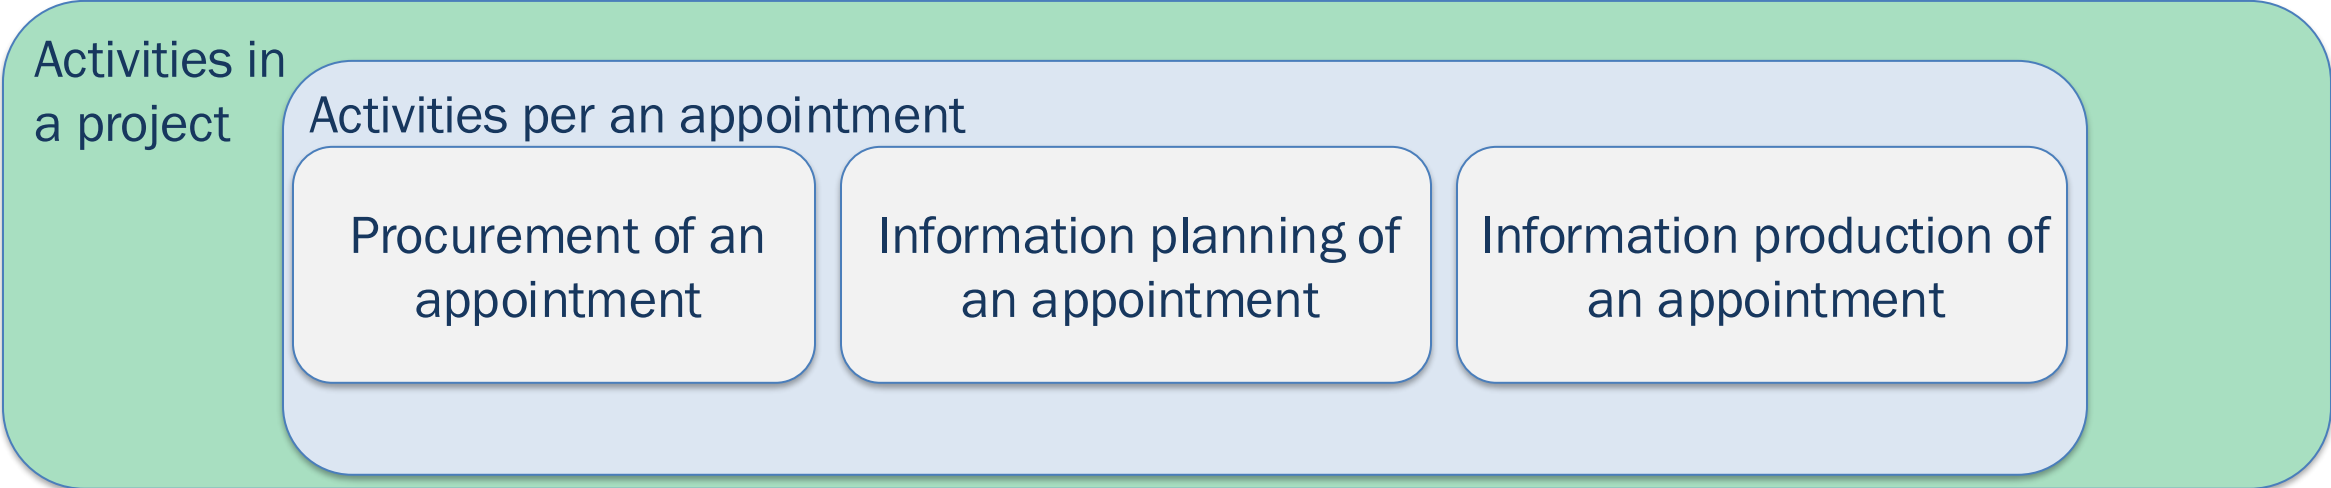 Activities in
a project
Activities per an appointment
Procurement of an
appointment
Information planning of
an appointment
Information production of
an appointment